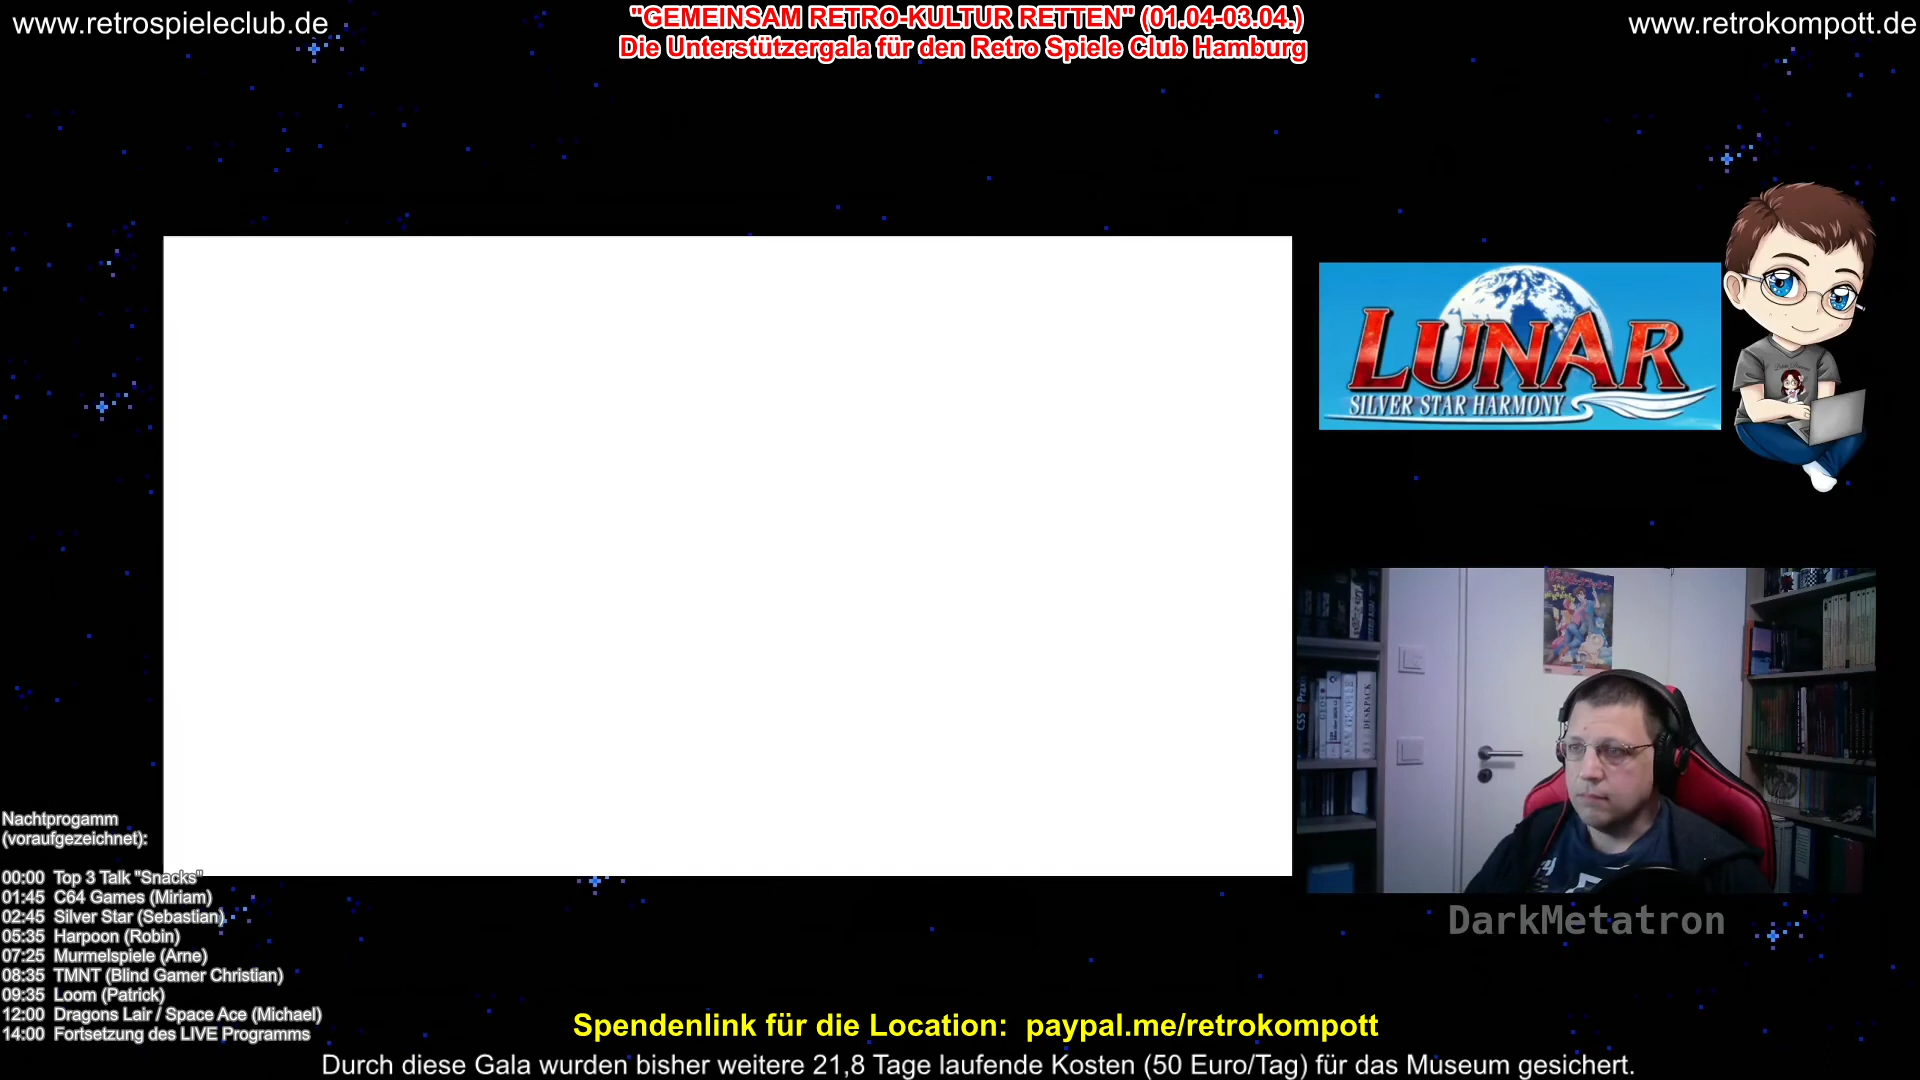 www.retrospieleclub.de
"GEMEINSAM RETRO-KULTUR RETTEN" (01.04-03.04.)
Die Unterstützergala für den Retro Spiele Club Hamburg
www.retrokompott.de
LUNAR
SILVER STAR HARMONY
DarkMetatron
Nachtprogamm
(voraufgezeichnet):
00:00 Top 3 Talk "Snacks"
01:45 C64 Games (Miriam)
02:45 Silver Star (Sebastian)
05:35 Harpoon (Robin)
07:25 Murmelspiele (Arne)
08:35 TMNT (Blind Gamer Christian)
09:35 Loom (Patrick)
12:00 Dragons Lair / Space Ace (Michael)
14:00 Fortsetzung des LIVE Programms
Spendenlink für die Location: paypal.me/retrokompott
Durch diese Gala wurden bisher weitere 21,8 Tage laufende Kosten (50 Euro/Tag) für das Museum gesichert.